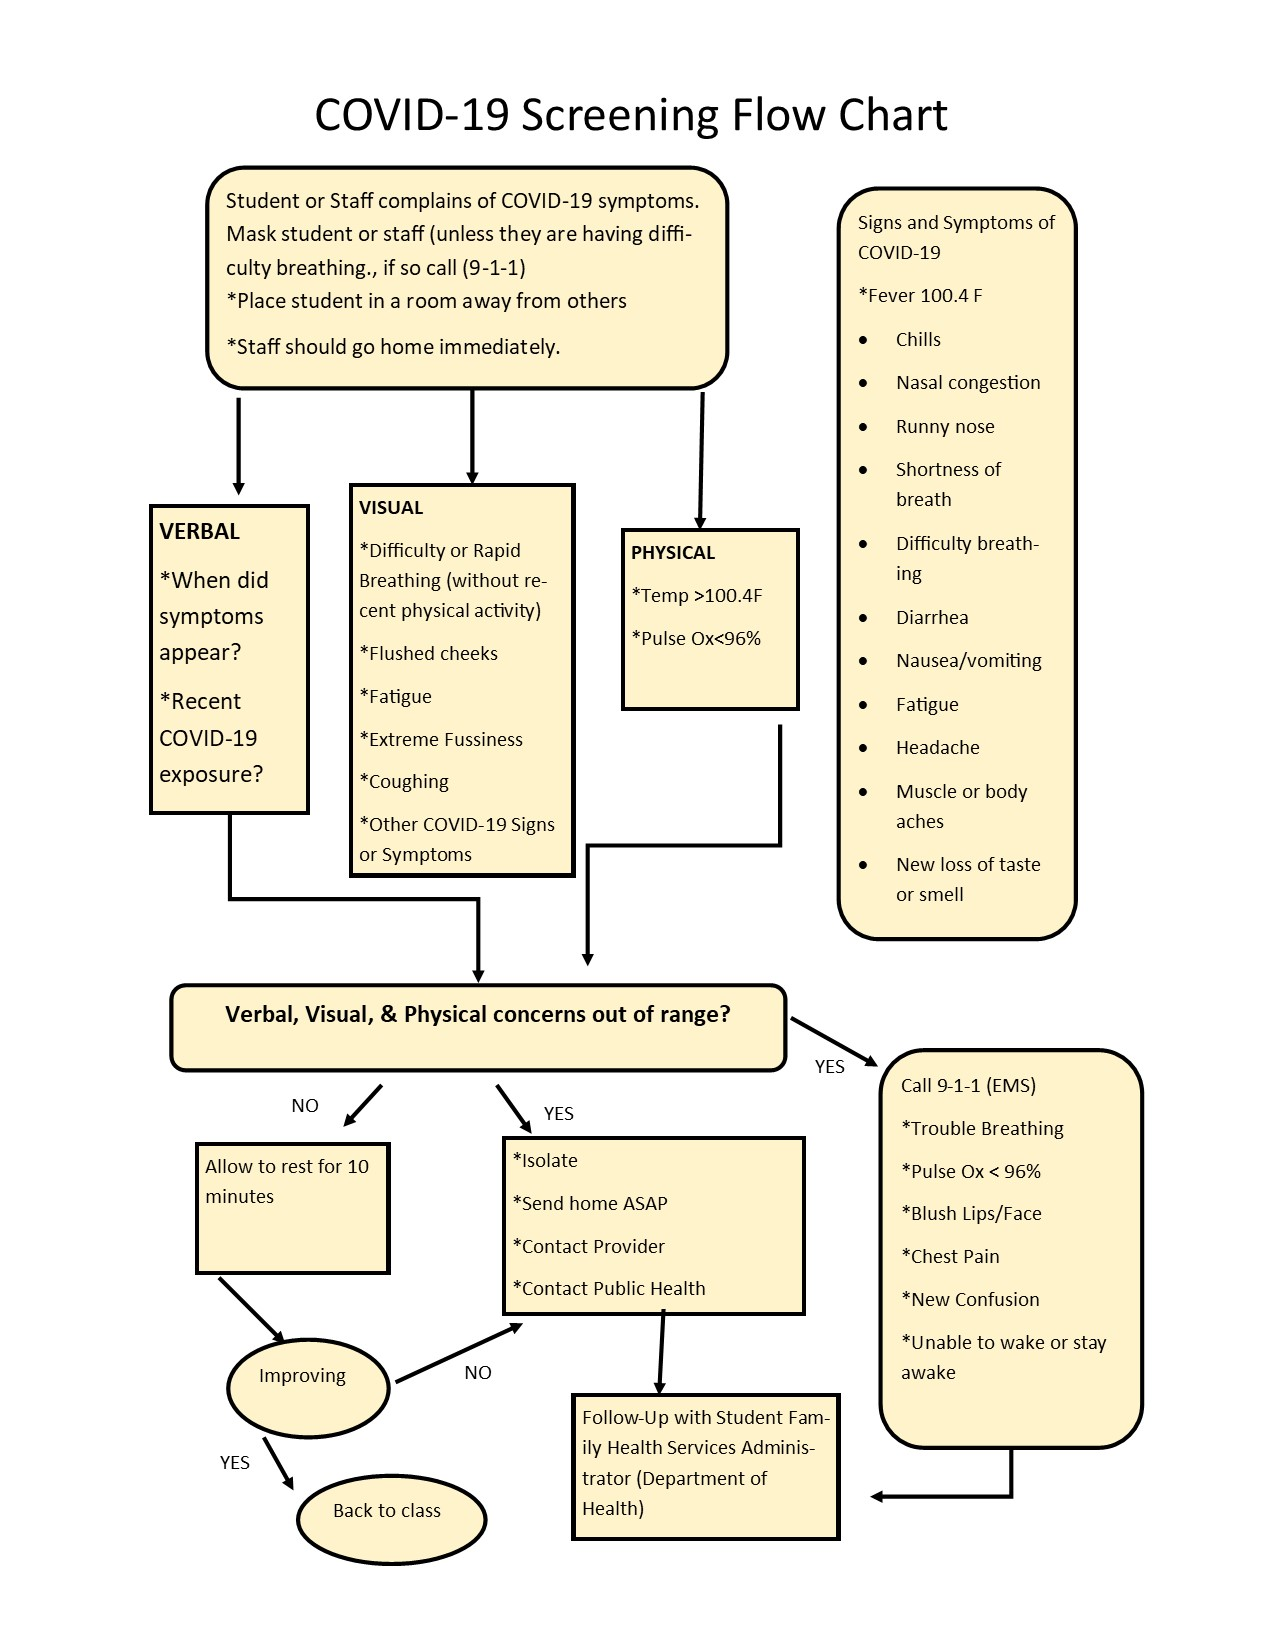 COVID-19 Screening Flow Chart
Student or Staff complains of COVID-19 symptoms.
Mask student or staff (unless they are having diffi-
culty breathing., if so call (9-1-1)
*Place student in a room away from others
*Staff should go home immediately.
Signs and Symptoms of
COVID-19
*Fever 100.4 F
• Chills
• Nasal congestion
• Runny nose
• Shortness of
breath
• Difficulty breath-
ing
• Diarrhea
• Nausea/vomiting
• Fatigue
• Headache
• Muscle or body
aches
• New loss of taste
or smell
VERBAL
*When did
symptoms
appear?
*Recent
COVID-19
exposure?
VISUAL
*Difficulty or Rapid
Breathing (without re-
cent physical activity)
*Flushed cheeks
*Fatigue
*Extreme Fussiness
*Coughing
*Other COVID-19 Signs
or Symptoms
PHYSICAL
*Temp >100.4F
*Pulse Ox<96%
Verbal, Visual, & Physical concerns out of range?
YES
NO
YES
Call 9-1-1 (EMS)
*Trouble Breathing
*Pulse Ox < 96%
*Blush Lips/Face
*Chest Pain
*New Confusion
*Unable to wake or stay
awake
Allow to rest for 10
minutes
*Isolate
*Send home ASAP
*Contact Provider
*Contact Public Health
Improving
NO
YES
Back to class
Follow-Up with Student Fam-
ily Health Services Adminis-
trator (Department of
Health)